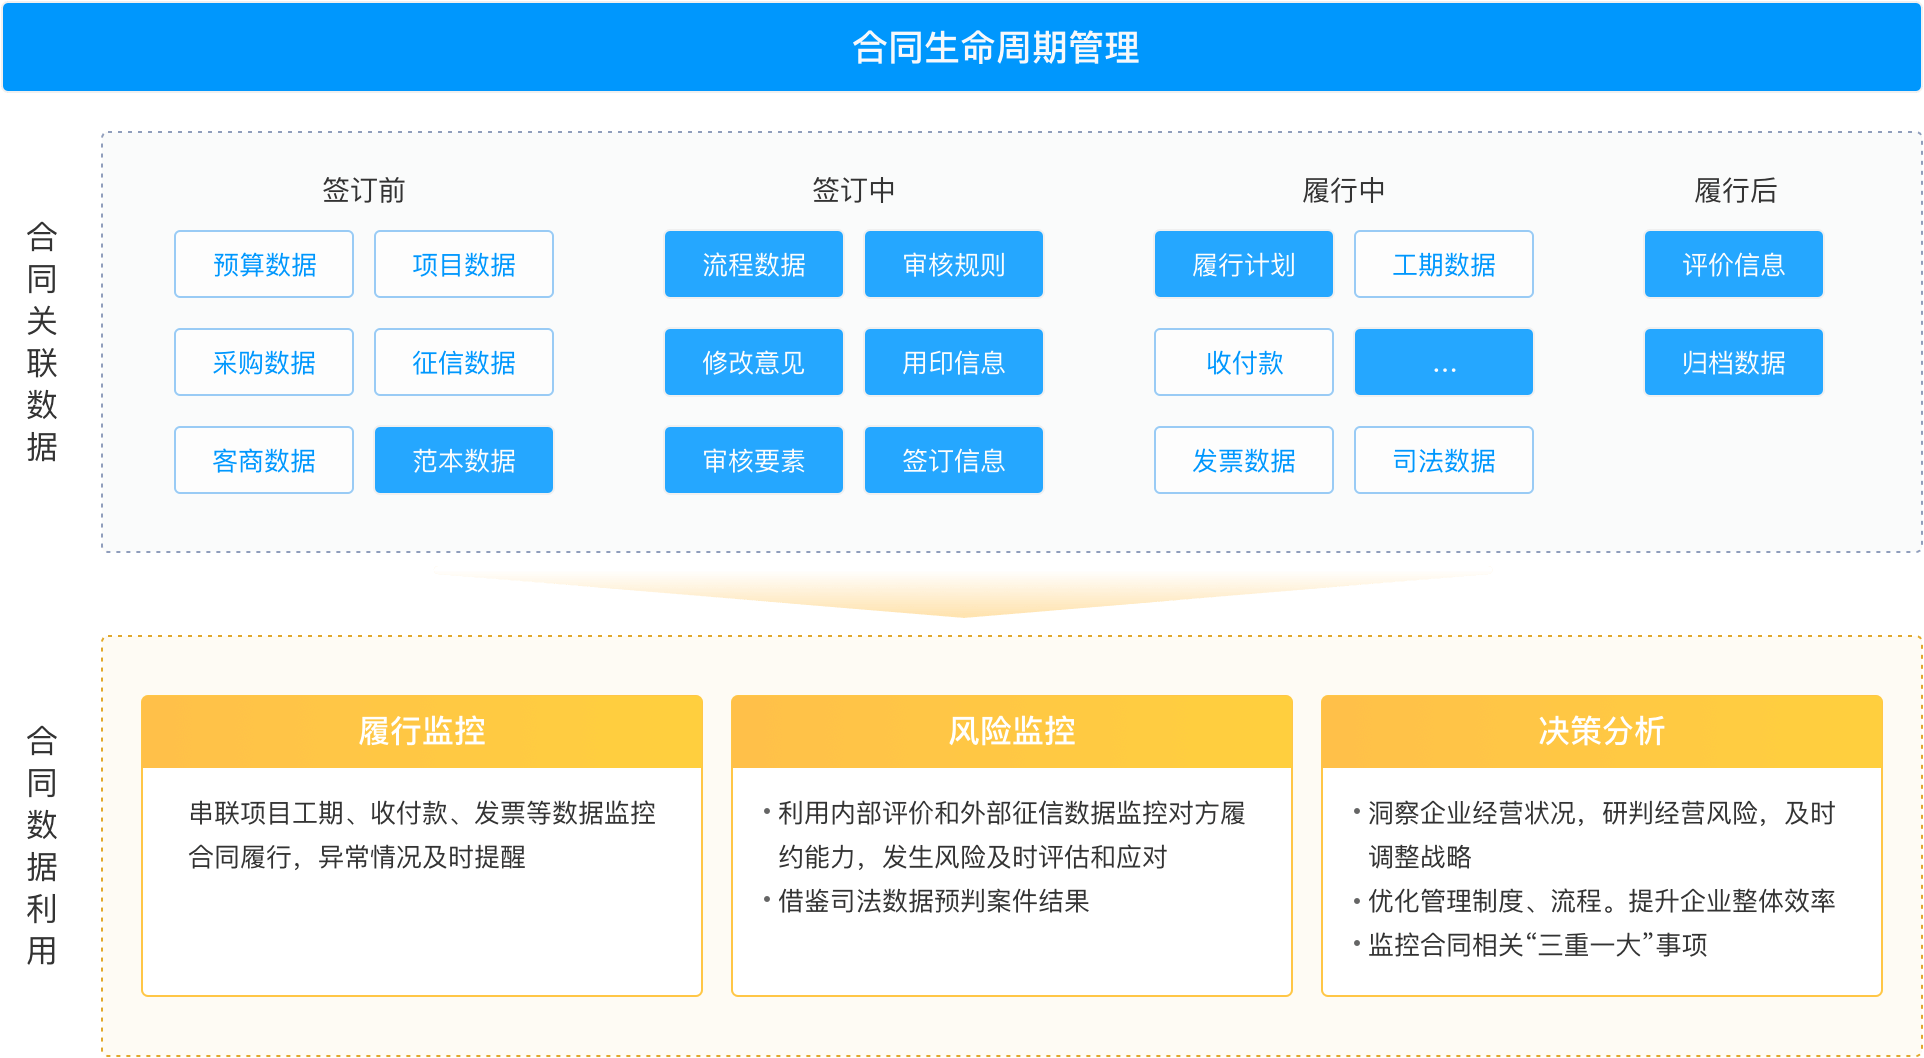 合同生命周期管理
合同关联数据
签订前
预算数据
项目数据
采购数据
征信数据
客商数据
范本数据
签订中
流程数据
审核规则
修改意见
用印信息
审核要素
签订信息
履行中
履行计划
工期数据
收付款
...
发票数据
司法数据
履行后
评价信息
归档数据
合同数据利用
履行监控
串联项目工期、收付款、发票等数据监控
合同履行，异常情况及时提醒
风险监控
• 利用内部评价和外部征信数据监控对方履
约能力，发生风险及时评估和应对
• 借鉴司法数据预判案件结果
决策分析
• 洞察企业经营状况，研判经营风险，及时
调整战略
• 优化管理制度、流程。提升企业整体效率
• 监控合同相关“三重一大”事项